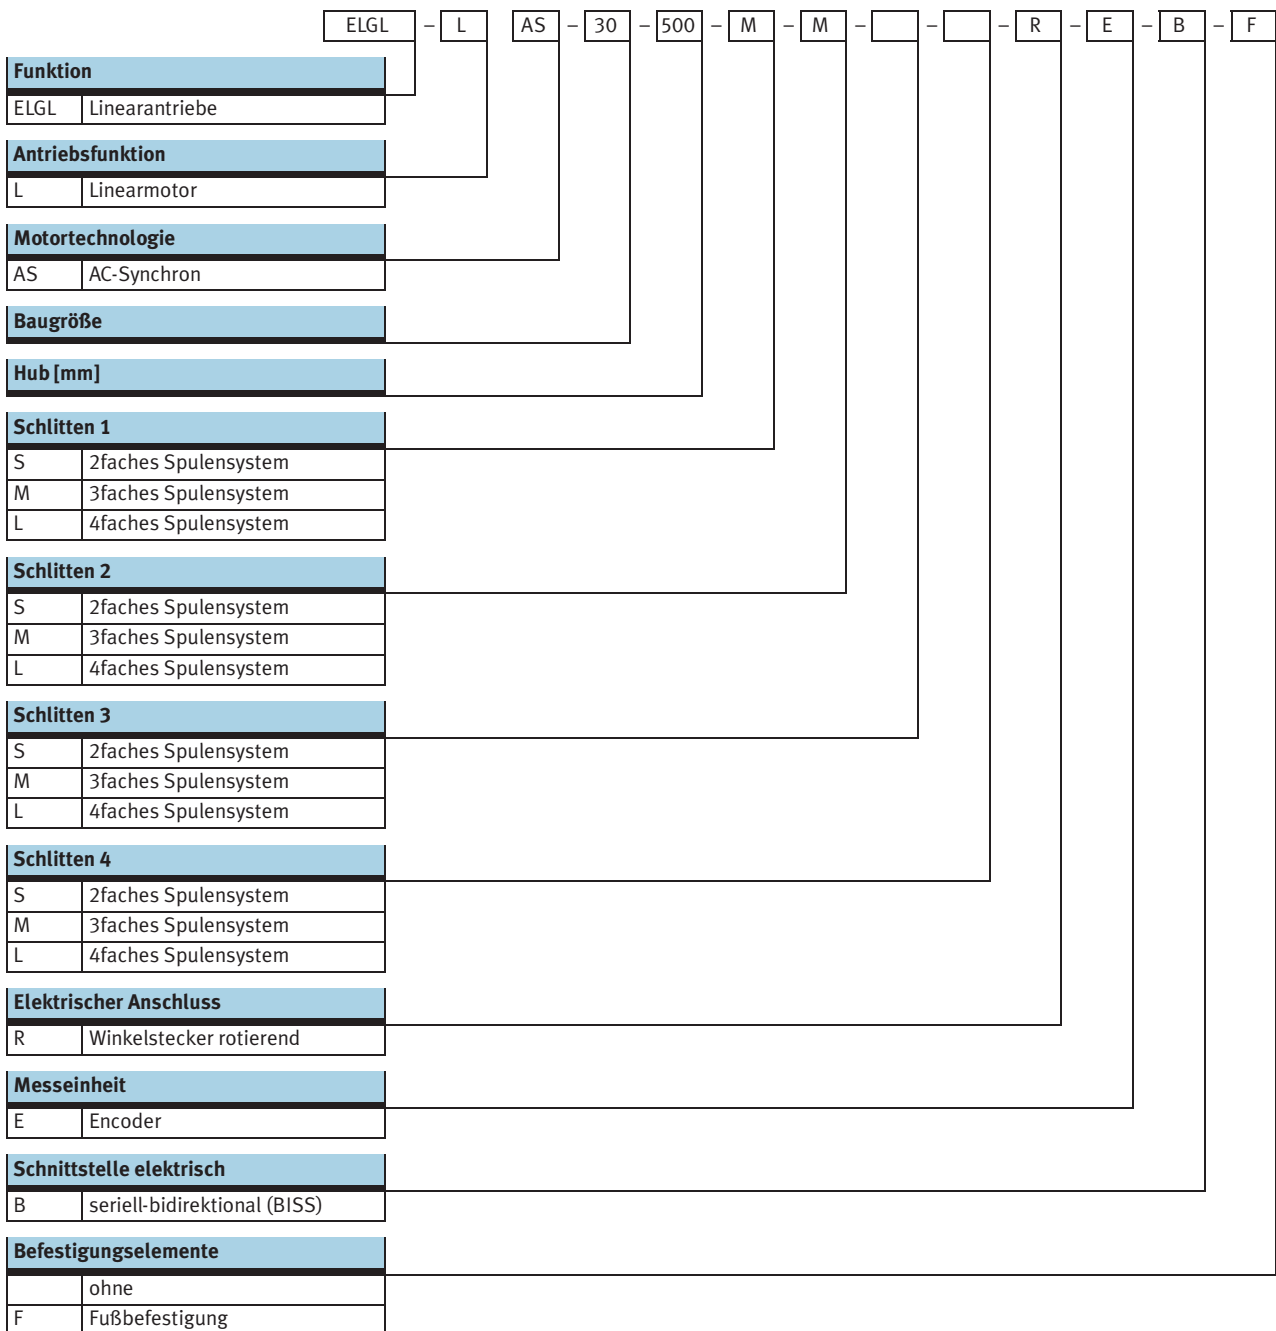 ELGL – L AS – 30 – 500 – M – M – – – R – E – B – F
Funktion
ELGL Linearantriebe
Antriebsfunktion
L Linearmotor
Motortechnologie
AS AC-Synchron
Baugröße
Hub [mm]
Schlitten 1
S 2faches Spulensystem
M 3faches Spulensystem
L 4faches Spulensystem
Schlitten 2
S 2faches Spulensystem
M 3faches Spulensystem
L 4faches Spulensystem
Schlitten 3
S 2faches Spulensystem
M 3faches Spulensystem
L 4faches Spulensystem
Schlitten 4
S 2faches Spulensystem
M 3faches Spulensystem
L 4faches Spulensystem
Elektrischer Anschluss
R Winkelstecker rotierend
Messeinheit
E Encoder
Schnittstelle elektrisch
B seriell-bidirektional (BISS)
Befestigungselemente
ohne
F Fußbefestigung